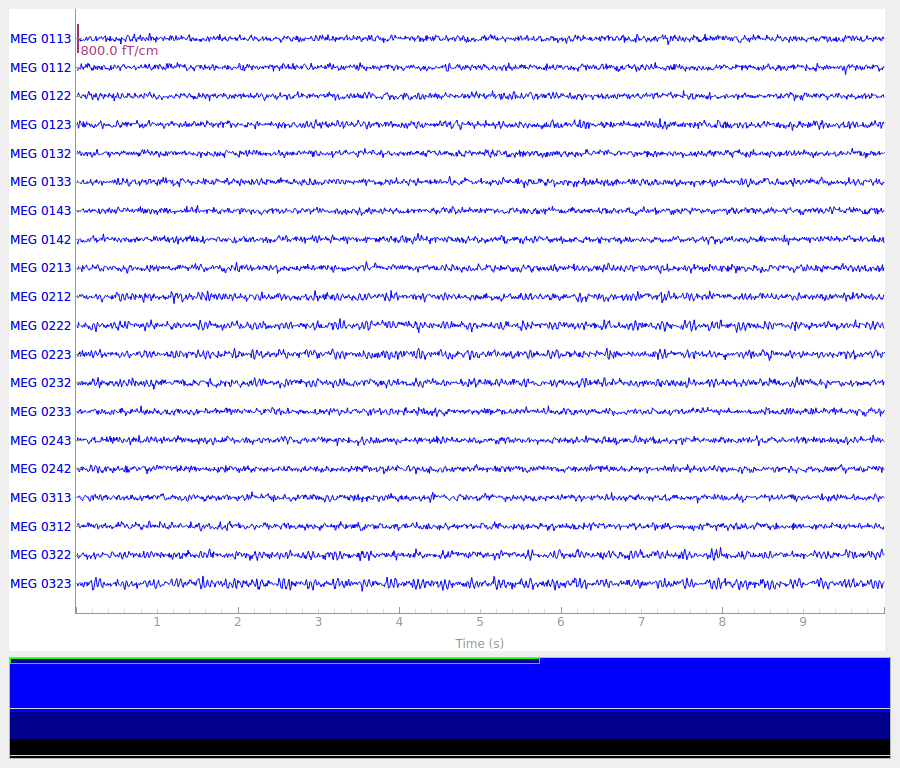 MEG 0113
800.0 fT/cm
MEG 0112
MEG 0122
MEG 0123
MEG 0132
MEG 0133
MEG 0143
MEG 0142
MEG 0213
MEG 0212
MEG 0222
MEG 0223
MEG 0232
MEG 0233
MEG 0243
MEG 0242
MEG 0313
MEG 0312
MEG 0322
MEG 0323
1 2 3 4 5 6 7 8 9
Time (s)